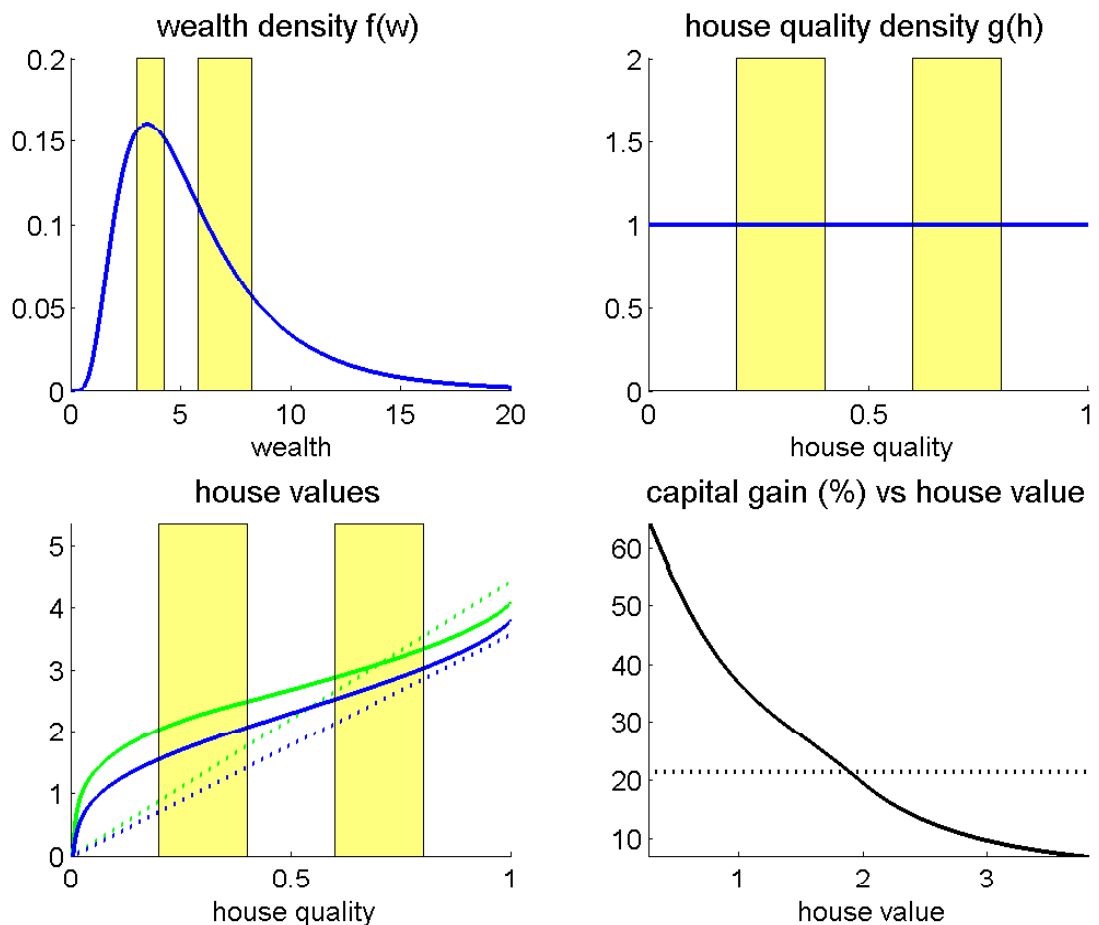 wealth density f(w)
0.2
0.15
0.1
0.05
0
0 5 10 15 20
wealth
house quality density g(h)
2
1.5
1
0.5
0
0 0.5 1
house quality
house values
5
4
3
2
1
0
0 0.5 1
house quality
capital gain (%) vs house value
60
50
40
30
20
10
1 2 3
house value